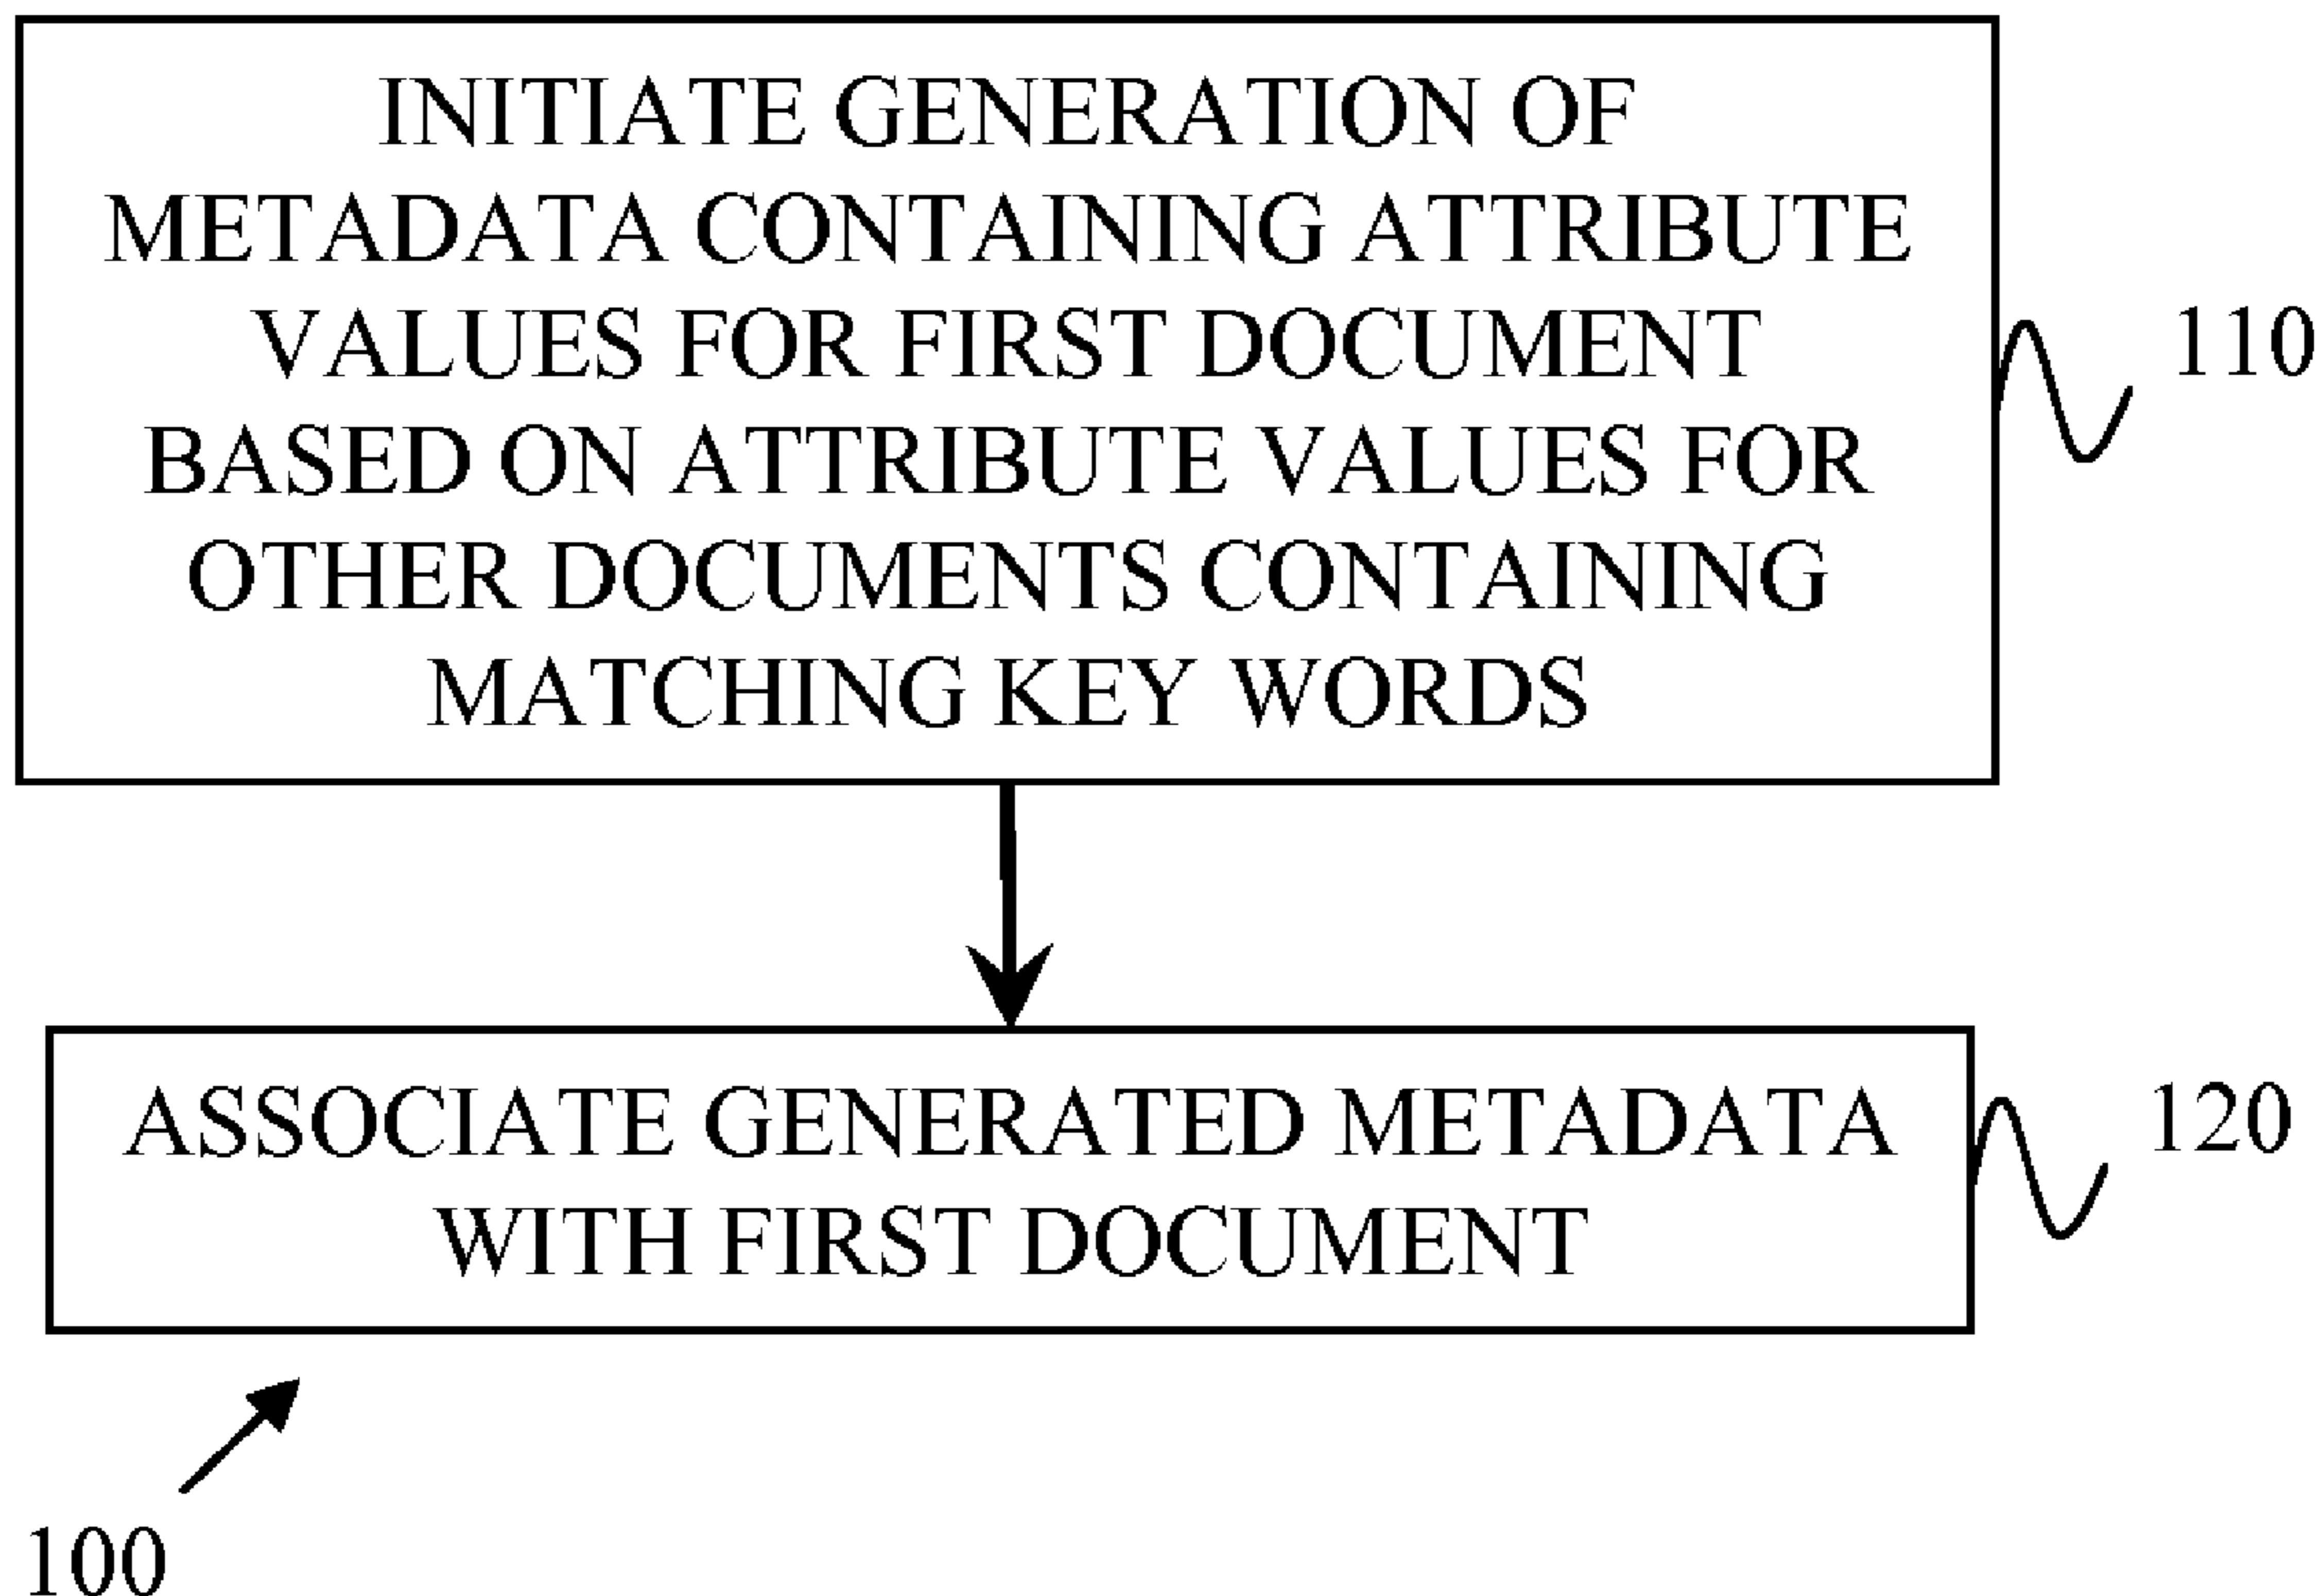 INITIATE GENERATION OF
METADATA CONTAINING ATTRIBUTE
VALUES FOR FIRST DOCUMENT
BASED ON ATTRIBUTE VALUES FOR
OTHER DOCUMENTS CONTAINING
MATCHING KEY WORDS
110
ASSOCIATE GENERATED METADATA
WITH FIRST DOCUMENT
120
100